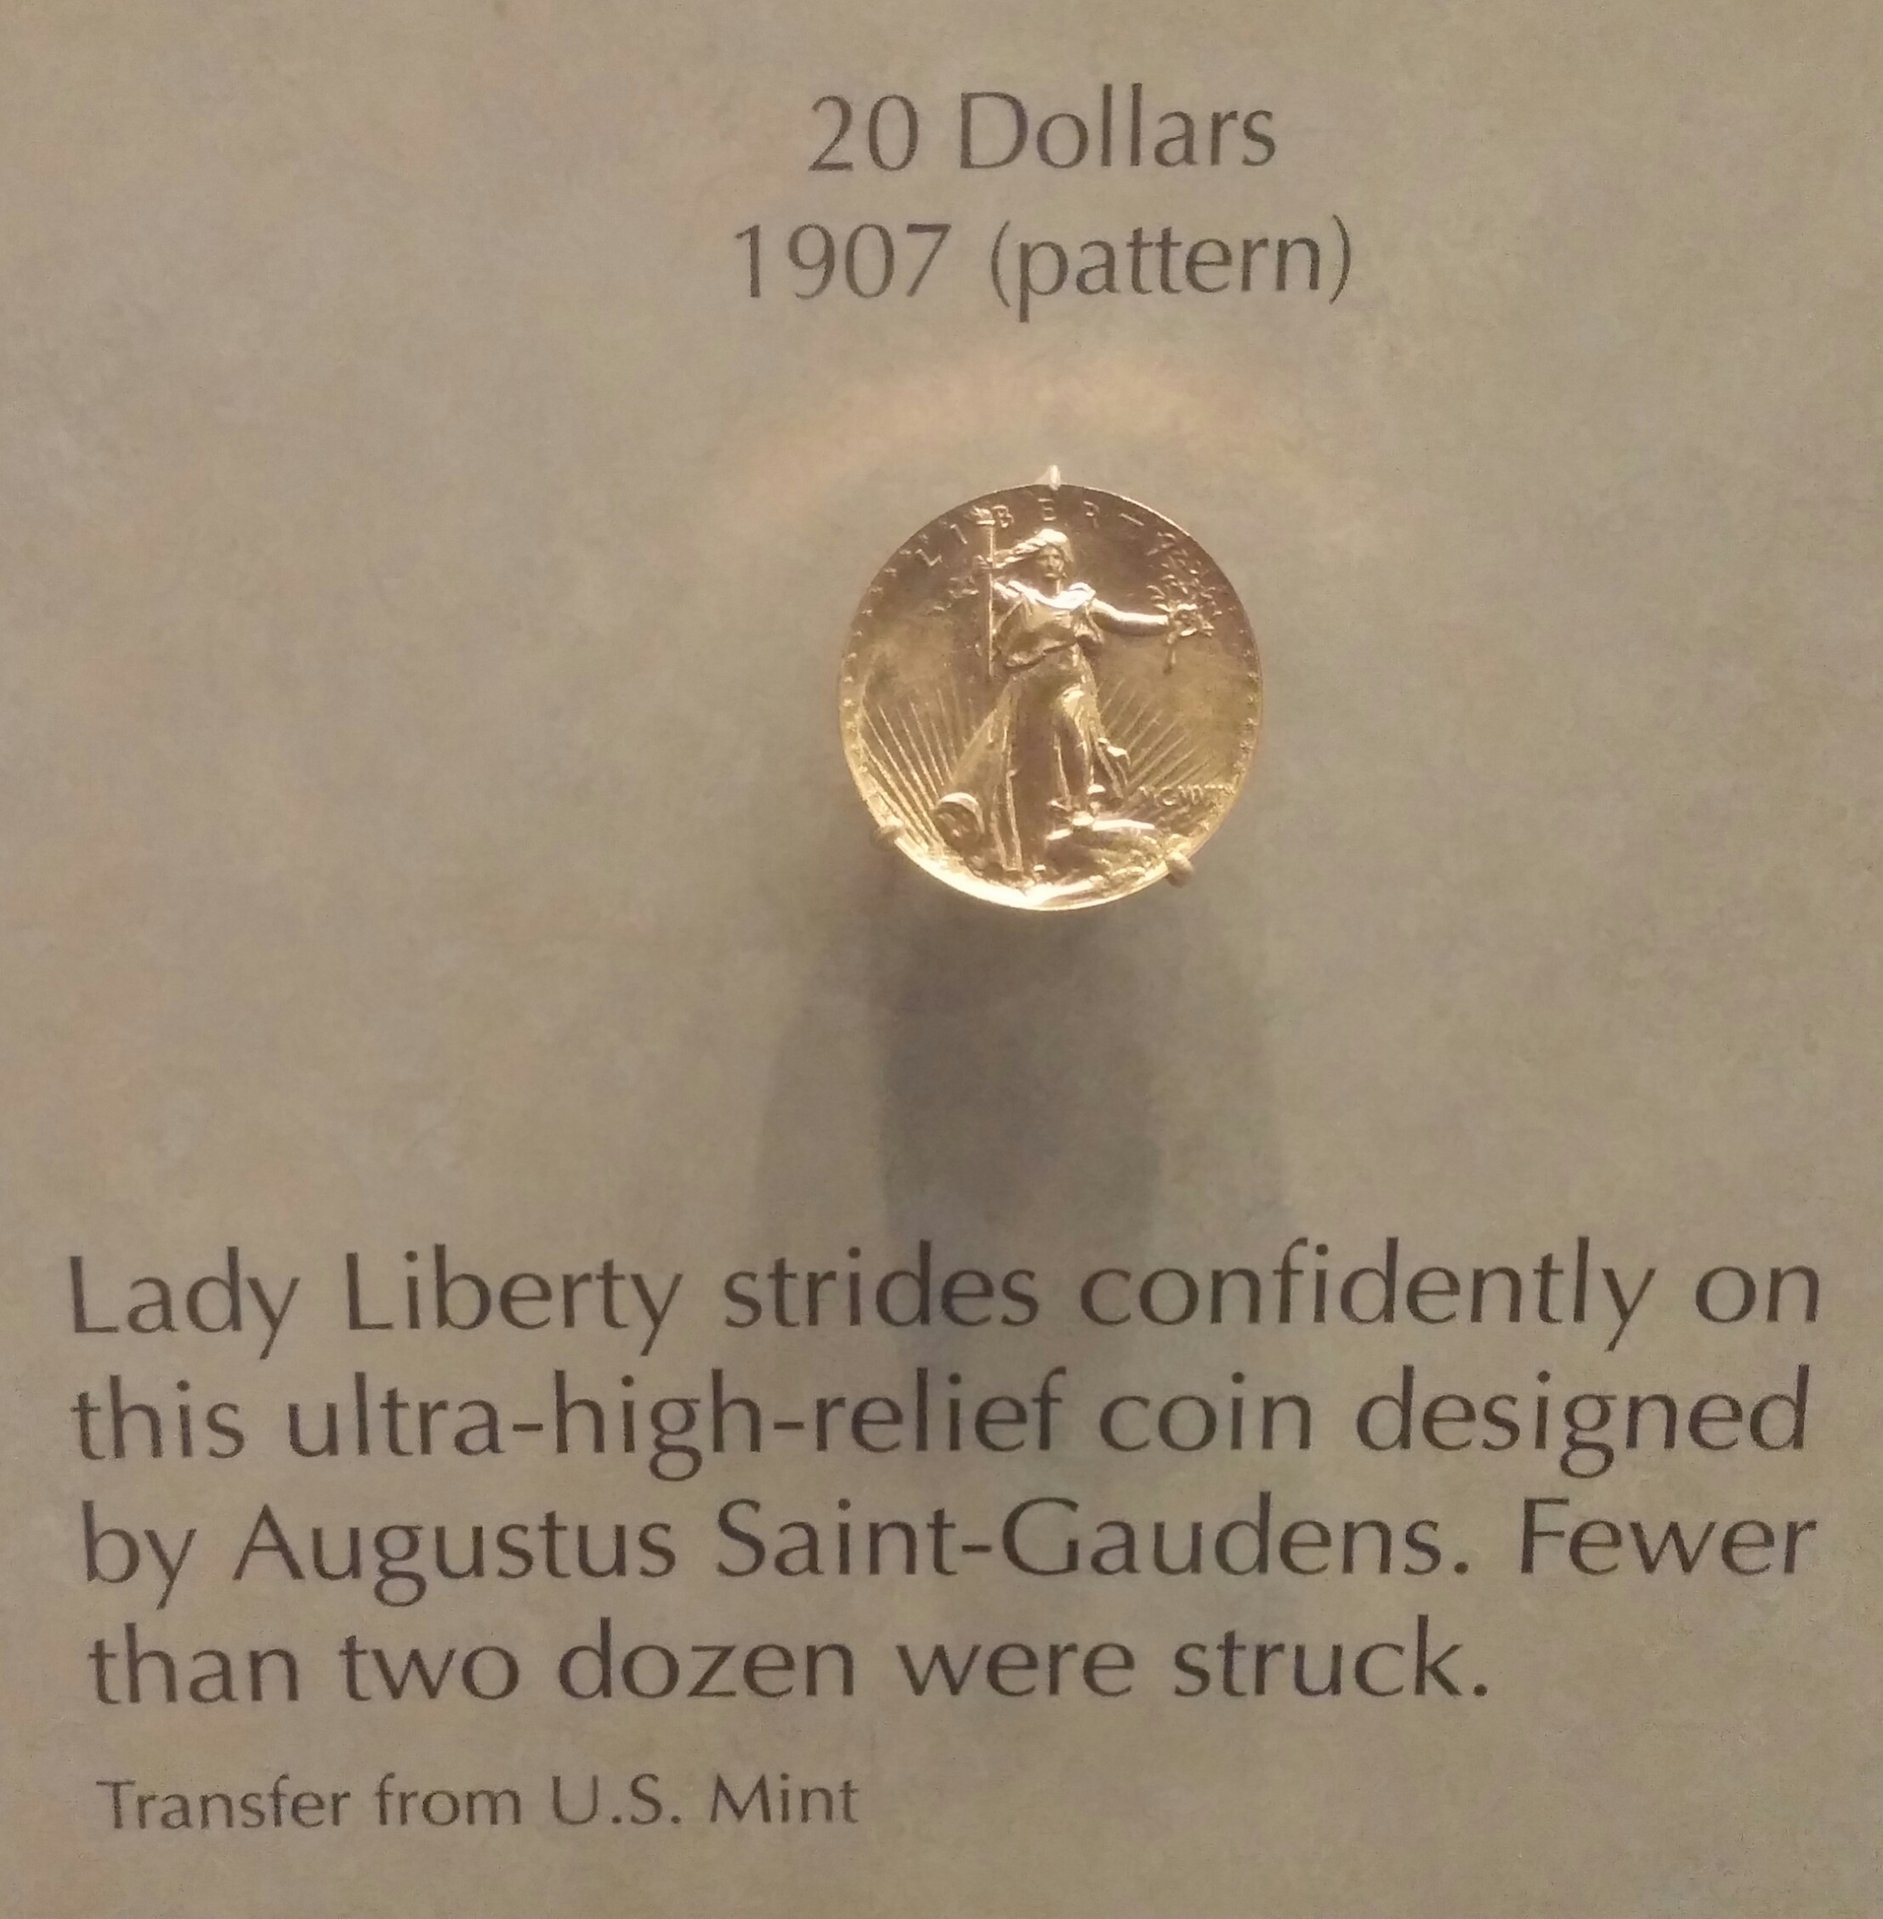 20 Dollars
1907 (pattern)
LIBERTY
MCMVII
Lady Liberty strides confidently on
this ultra-high-relief coin designed
by Augustus Saint-Gaudens. Fewer
than two dozen were struck.
Transfer from U.S. Mint